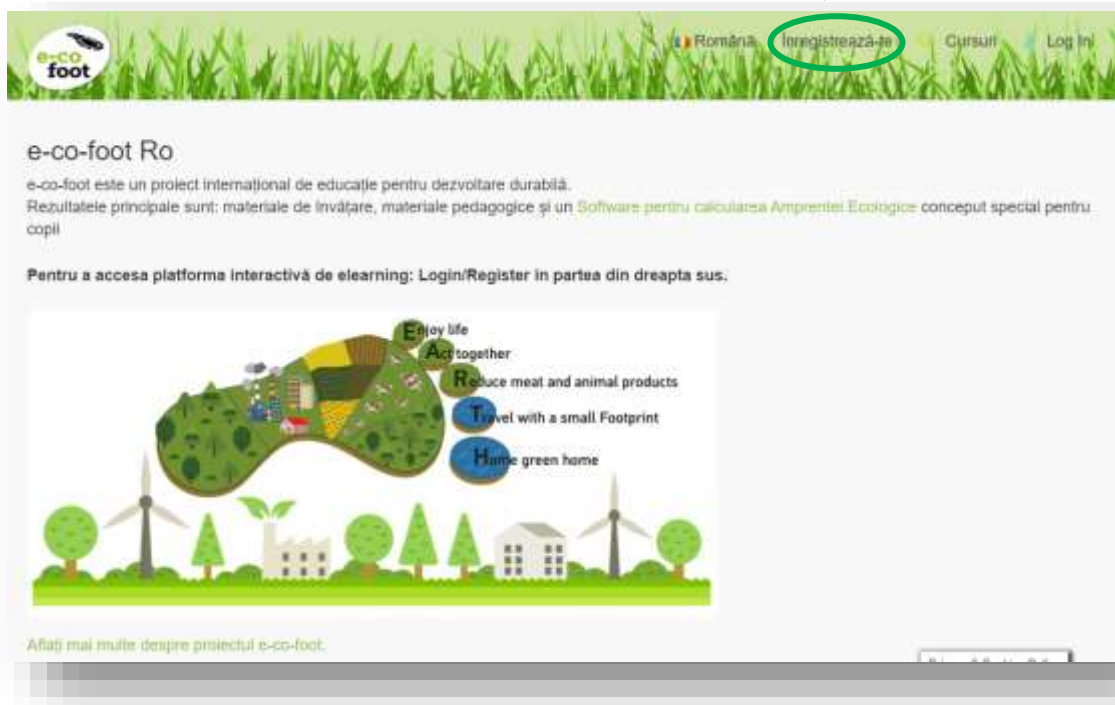 e-co
foot
Română
Înregistrează-te
Cursuri
Log In!
e-co-foot Ro
e-co-foot este un proiect internațional de educație pentru dezvoltare durabilă.
Rezultatele principale sunt: materiale de învățare, materiale pedagogice și un Software pentru calcularea Amprentei Ecologice conceput special pentru
copii
Pentru a accesa platforma interactivă de elearning: Login/Register in partea din dreapta sus.
Enjoy life
Act together
Reduce meat and animal products
Travel with a small Footprint
Home green home
Aflați mai multe despre proiectul e-co-foot.